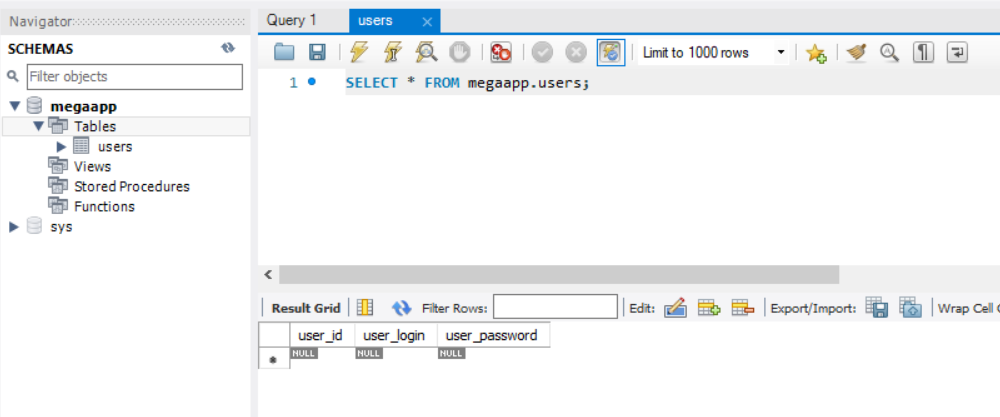 Navigator
SCHEMAS
Filter objects
megaapp
Tables
users
Views
Stored Procedures
Functions
sys
Query 1
users
Limit to 1000 rows
1
SELECT * FROM megaapp.users;
Result Grid
Filter Rows:
Edit:
Export/Import:
Wrap Cell C
user_id user_login user_password
NULL NULL NULL